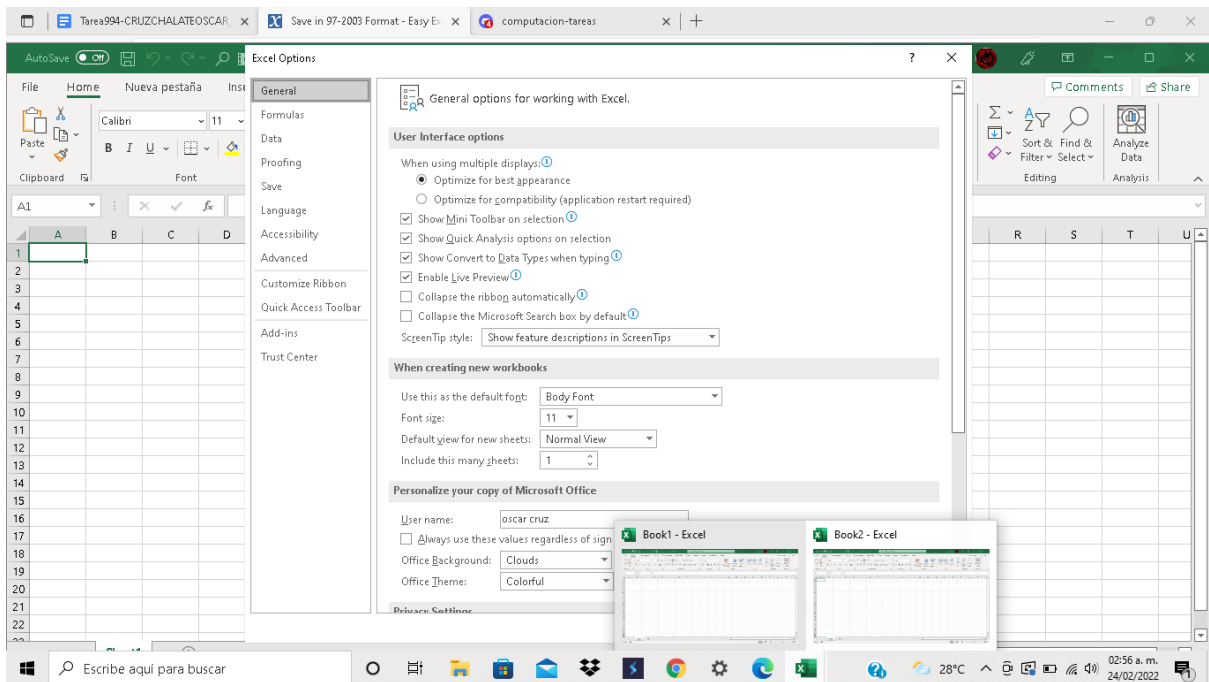 Tarea994-CRUZCHALATEOSCAR_
Save in 97-2003 Format - Easy Ex
computacion-tareas
AutoSave Off
Excel Options
File Home Nueva pestaña Inse
Comments Share
Calibri 11
Paste
B I U
Clipboard Font
Sort & Filter Find & Select
Analyze Data
Editing Analysis
A1 fx
A B C D R S T U
1
2
3
4
5
6
7
8
9
10
11
12
13
14
15
16
17
18
19
20
21
22
General
Formulas
Data
Proofing
Save
Language
Accessibility
Advanced
Customize Ribbon
Quick Access Toolbar
Add-ins
Trust Center
General options for working with Excel.
User Interface options
When using multiple displays:
Optimize for best appearance
Optimize for compatibility (application restart required)
Show Mini Toolbar on selection
Show Quick Analysis options on selection
Show Convert to Data Types when typing
Enable Live Preview
Collapse the ribbon automatically
Collapse the Microsoft Search box by default
ScreenTip style: Show feature descriptions in ScreenTips
When creating new workbooks
Use this as the default font: Body Font
Font size: 11
Default view for new sheets: Normal View
Include this many sheets: 1
Personalize your copy of Microsoft Office
User name: oscar cruz
Always use these values regardless of sign
Office Background: Clouds
Office Theme: Colorful
Privacy Settings
Book1 - Excel
Book2 - Excel
Escribe aquí para buscar
28°C
02:56 a. m.
24/02/2022
1